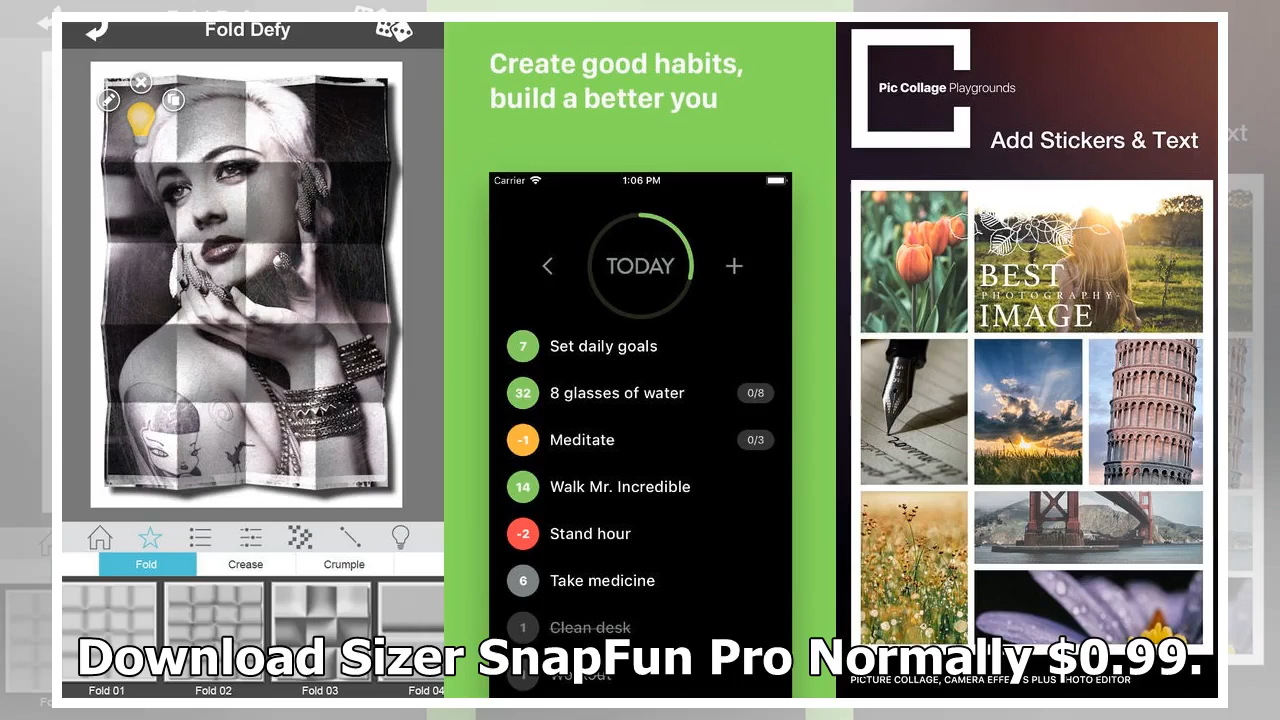 Fold Defy
Fold
Crease
Crumple
Fold 01
Fold 02
Fold 03
Fold 04
Create good habits,
build a better you
Carrier
1:06 PM
TODAY
7 Set daily goals
32 8 glasses of water 0/8
-1 Meditate 0/3
14 Walk Mr. Incredible
-2 Stand hour
6 Take medicine
1 Clean desk
Workout
Pic Collage Playgrounds
Add Stickers & Text
BEST
PHOTOGRAPHY
IMAGE
PICTURE COLLAGE, CAMERA EFFECTS PLUS PHOTO EDITOR
Download Sizer SnapFun Pro Normally $0.99.